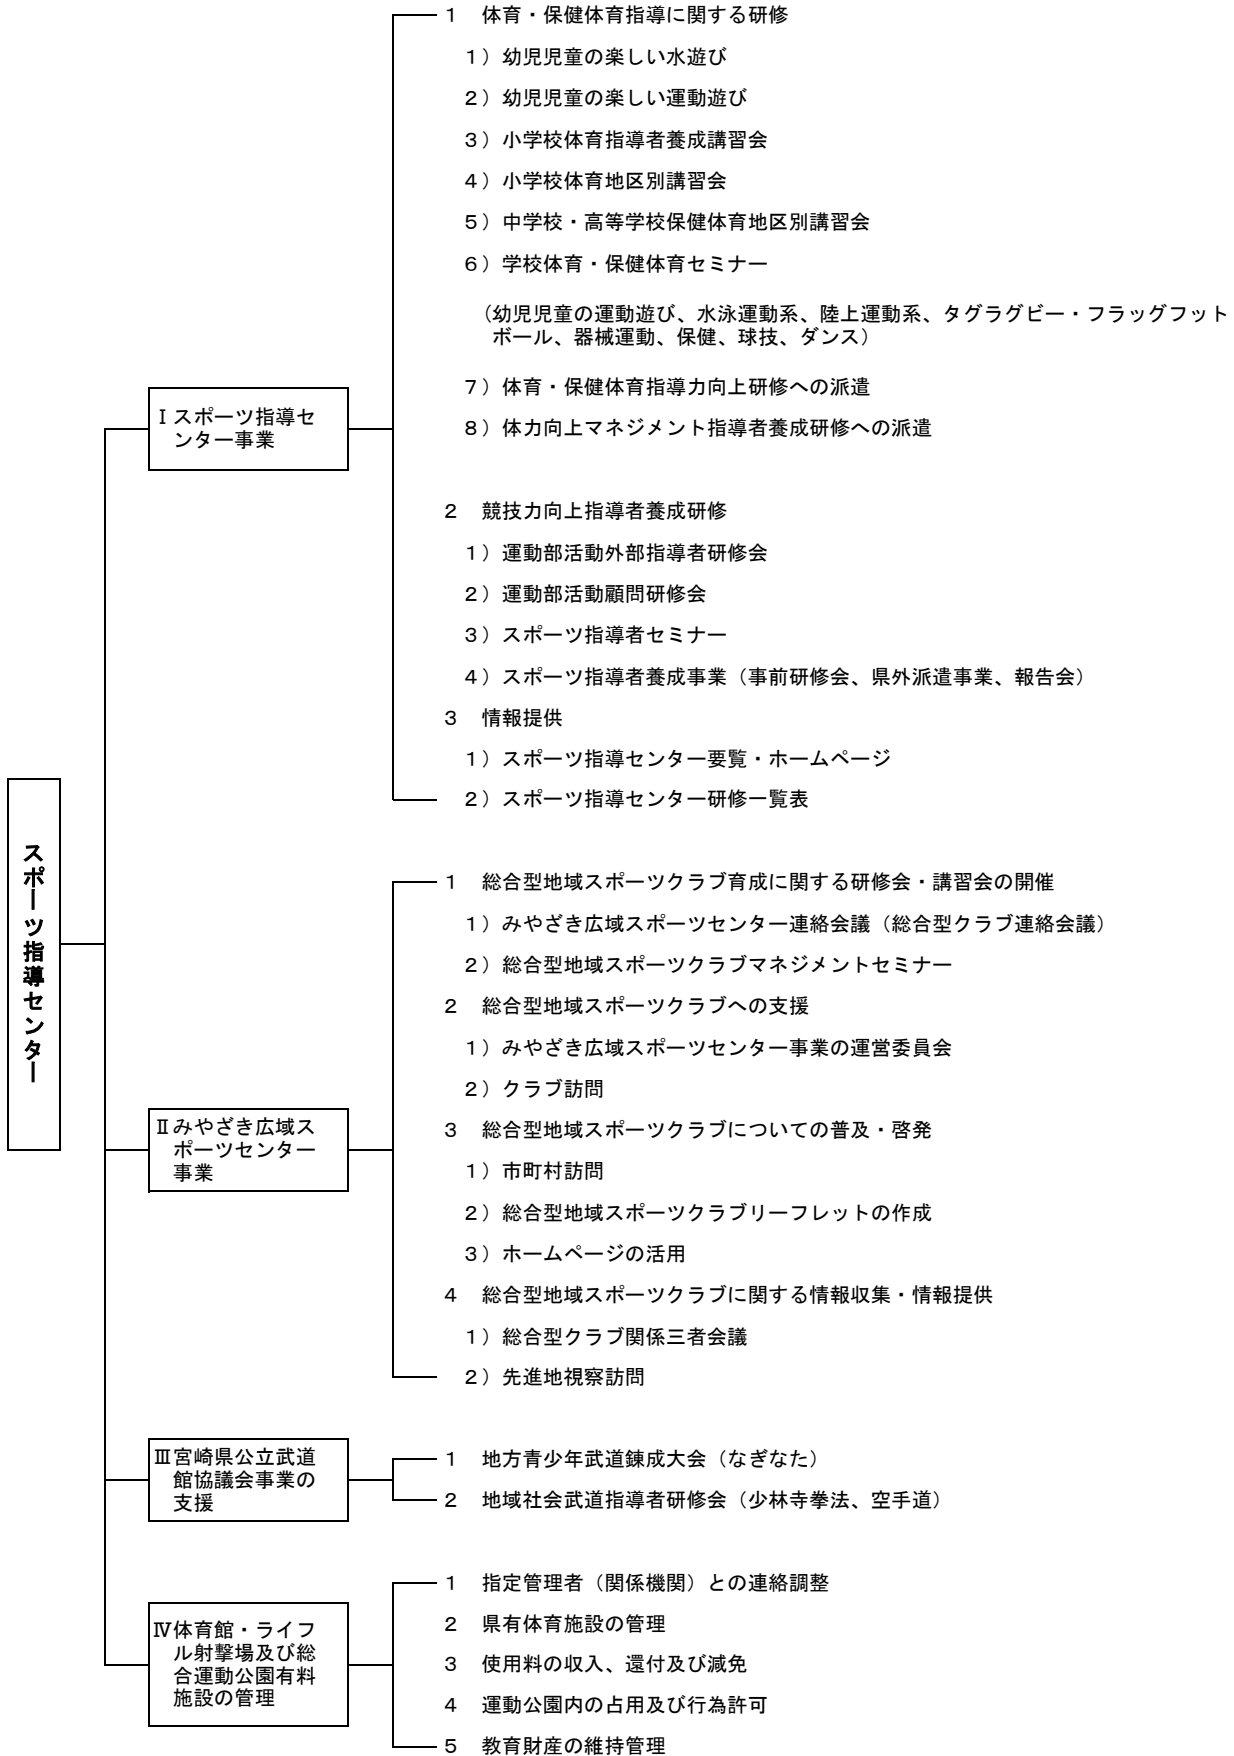 スポーツ指導センター
Ⅰスポーツ指導セ
ンター事業
1　体育・保健体育指導に関する研修
1）幼児児童の楽しい水遊び
2）幼児児童の楽しい運動遊び
3）小学校体育指導者養成講習会
4）小学校体育地区別講習会
5）中学校・高等学校保健体育地区別講習会
6）学校体育・保健体育セミナー
（幼児児童の運動遊び、水泳運動系、陸上運動系、タグラグビー・フラッグフット
ボール、器械運動、保健、球技、ダンス）
7）体育・保健体育指導力向上研修への派遣
8）体力向上マネジメント指導者養成研修への派遣
2　競技力向上指導者養成研修
1）運動部活動外部指導者研修会
2）運動部活動顧問研修会
3）スポーツ指導者セミナー
4）スポーツ指導者養成事業（事前研修会、県外派遣事業、報告会）
3　情報提供
1）スポーツ指導センター要覧・ホームページ
2）スポーツ指導センター研修一覧表
Ⅱみやざき広域ス
ポーツセンター
事業
1　総合型地域スポーツクラブ育成に関する研修会・講習会の開催
1）みやざき広域スポーツセンター連絡会議（総合型クラブ連絡会議）
2）総合型地域スポーツクラブマネジメントセミナー
2　総合型地域スポーツクラブへの支援
1）みやざき広域スポーツセンター事業の運営委員会
2）クラブ訪問
3　総合型地域スポーツクラブについての普及・啓発
1）市町村訪問
2）総合型地域スポーツクラブリーフレットの作成
3）ホームページの活用
4　総合型地域スポーツクラブに関する情報収集・情報提供
1）総合型クラブ関係三者会議
2）先進地視察訪問
Ⅲ宮崎県公立武道
館協議会事業の
支援
1　地方青少年武道錬成大会（なぎなた）
2　地域社会武道指導者研修会（少林寺拳法、空手道）
Ⅳ体育館・ライフ
ル射撃場及び総
合運動公園有料
施設の管理
1　指定管理者（関係機関）との連絡調整
2　県有体育施設の管理
3　使用料の収入、還付及び減免
4　運動公園内の占用及び行為許可
5　教育財産の維持管理